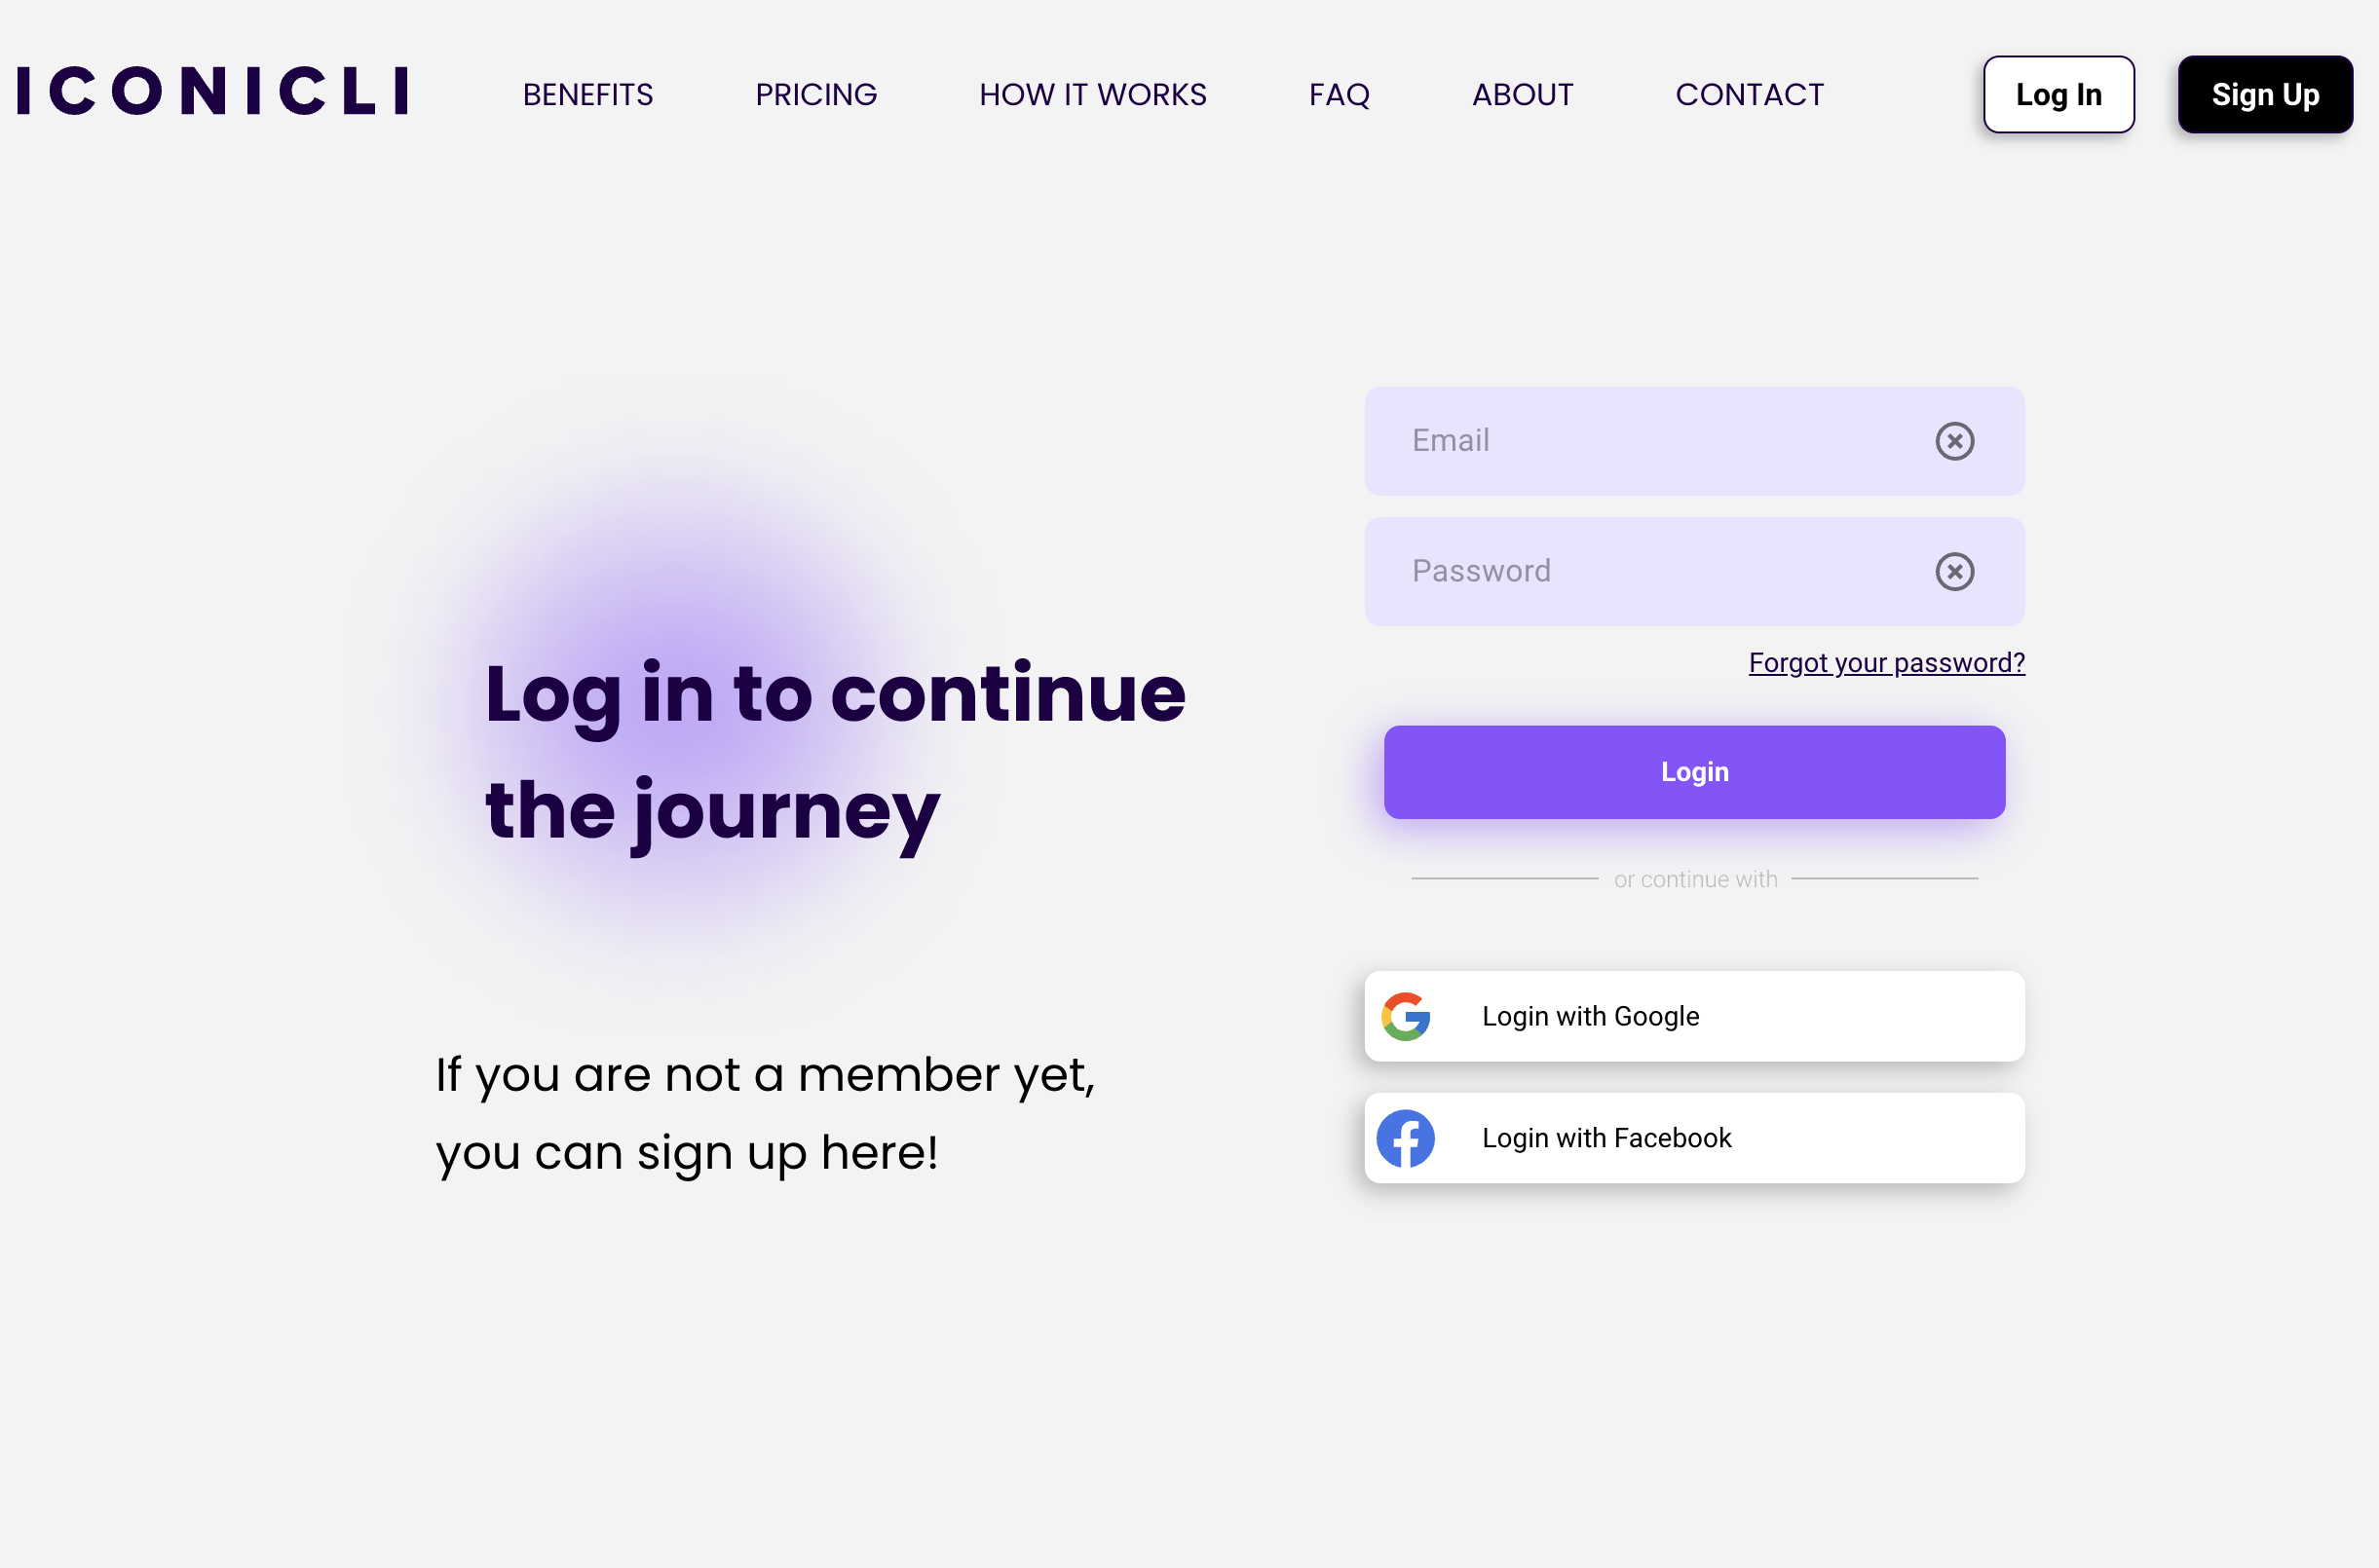 ICONICLI
BENEFITS
PRICING
HOW IT WORKS
FAQ
ABOUT
CONTACT
Log In
Sign Up
Log in to continue
the journey
If you are not a member yet,
you can sign up here!
Email
Password
Forgot your password?
Login
or continue with
Login with Google
Login with Facebook